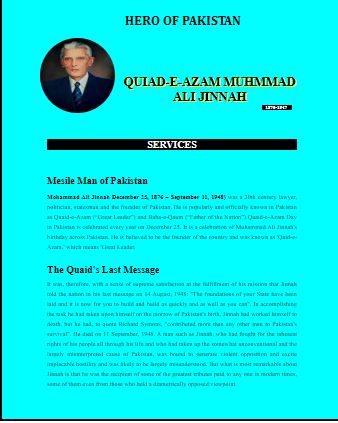 HERO OF PAKISTAN
QUIAD-E-AZAM MUHMMAD
ALI JINNAH
1876-1947
SERVICES
Mesile Man of Pakistan
Mohammad Ali Jinnah December 25, 1876 – September 11, 1948) was a 20th century lawyer,
politician, statesman and the founder of Pakistan. He is popularly and officially known in Pakistan
as Quaid-e-Azam ("Great Leader") and Baba-e-Qaum ("Father of the Nation") Quaid-e-Azam Day
in Pakistan is celebrated every year on December 25. It is a celebration of Muhammad Ali Jinnah's
birthday across Pakistan. He is believed to be the founder of the country and was known as 'Quaid-e-
Azam,' which means 'Great Leader.
The Quaid's Last Message
It was, therefore, with a sense of supreme satisfaction at the fulfillment of his mission that Jinnah
told the nation in his last message on 14 August, 1948: "The foundations of your State have been
laid and it is now for you to build and build as quickly and as well as you can". In accomplishing
the task he had taken upon himself on the morrow of Pakistan's birth, Jinnah had worked himself to
death, but he had, to quote Richard Symons, "contributed more than any other man to Pakistan's
survival". He died on 11 September, 1948. A man such as Jinnah, who had fought for the inherent
rights of his people all through his life and who had taken up the somewhat unconventional and the
largely misinterpreted cause of Pakistan, was bound to generate violent opposition and excite
implacable hostility and was likely to be largely misunderstood. But what is most remarkable about
Jinnah is that he was the recipient of some of the greatest tributes paid to any one in modern times,
some of them even from those who held a diametrically opposed viewpoint.